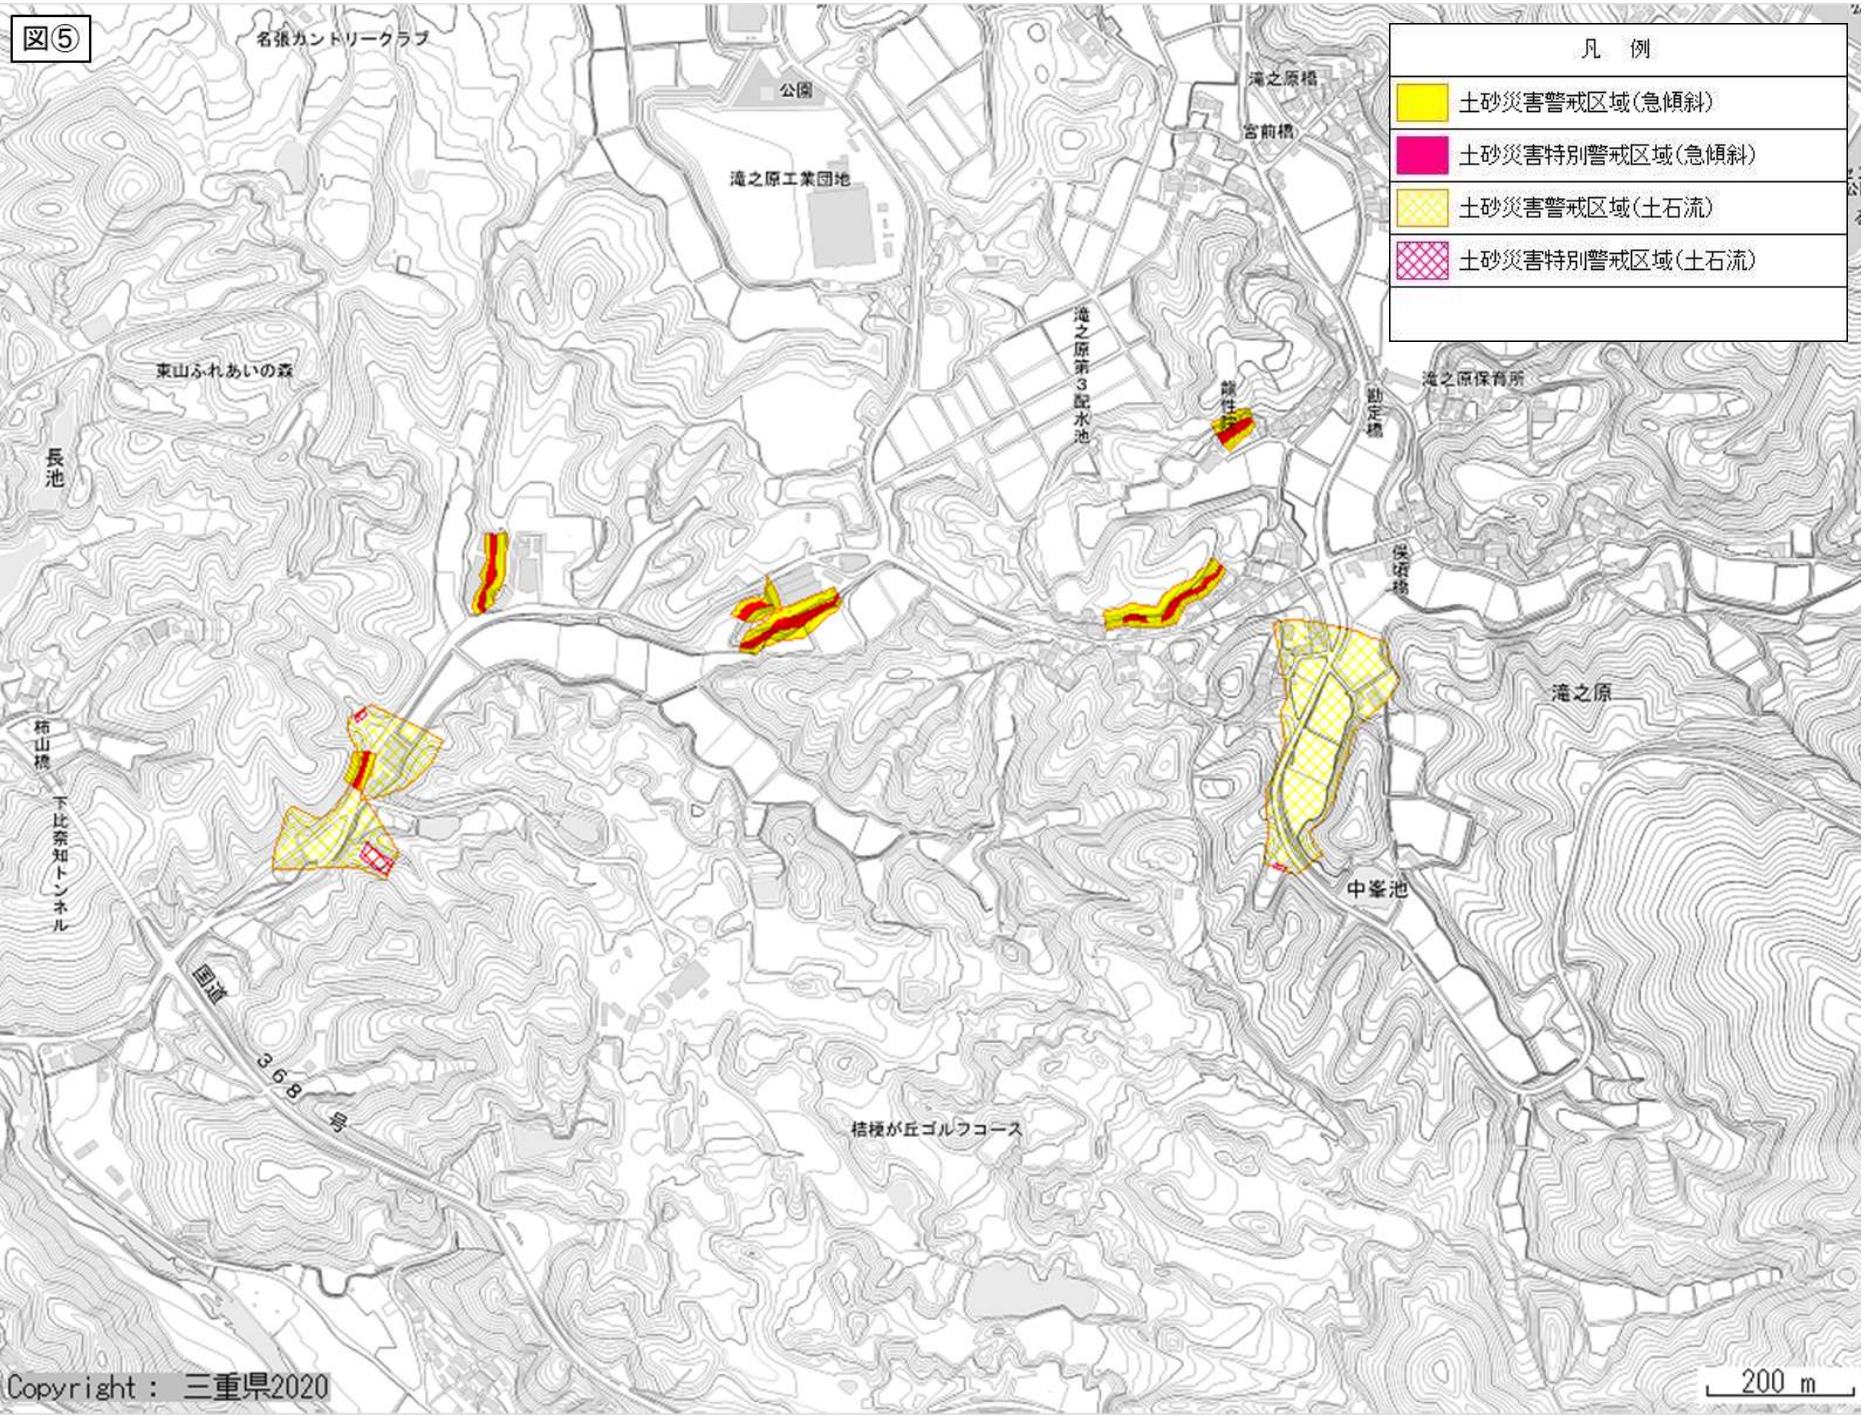 図⑤
名張カントリークラブ
公園
滝之原橋
宮前橋
凡 例
土砂災害警戒区域(急傾斜)
土砂災害特別警戒区域(急傾斜)
土砂災害警戒区域(土石流)
土砂災害特別警戒区域(土石流)
滝之原工業団地
滝之原第3配水池
東山ふれあいの森
龍性院
勘定橋
滝之原保育所
長池
俣頃橋
滝之原
柿山橋
下比奈知トンネル
中峯池
国道
368
号
桔梗が丘ゴルフコース
Copyright : 三重県2020
200 m